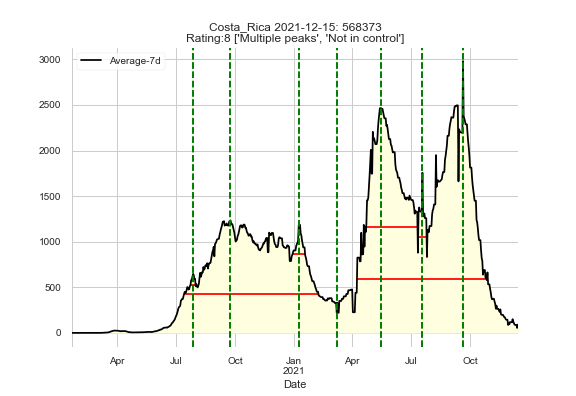 Costa_Rica 2021-12-15: 568373
Rating:8 ['Multiple peaks', 'Not in control']
Average-7d
3000
2500
2000
1500
1000
500
0
Apr Jul Oct Jan Apr Jul Oct
2021
Date